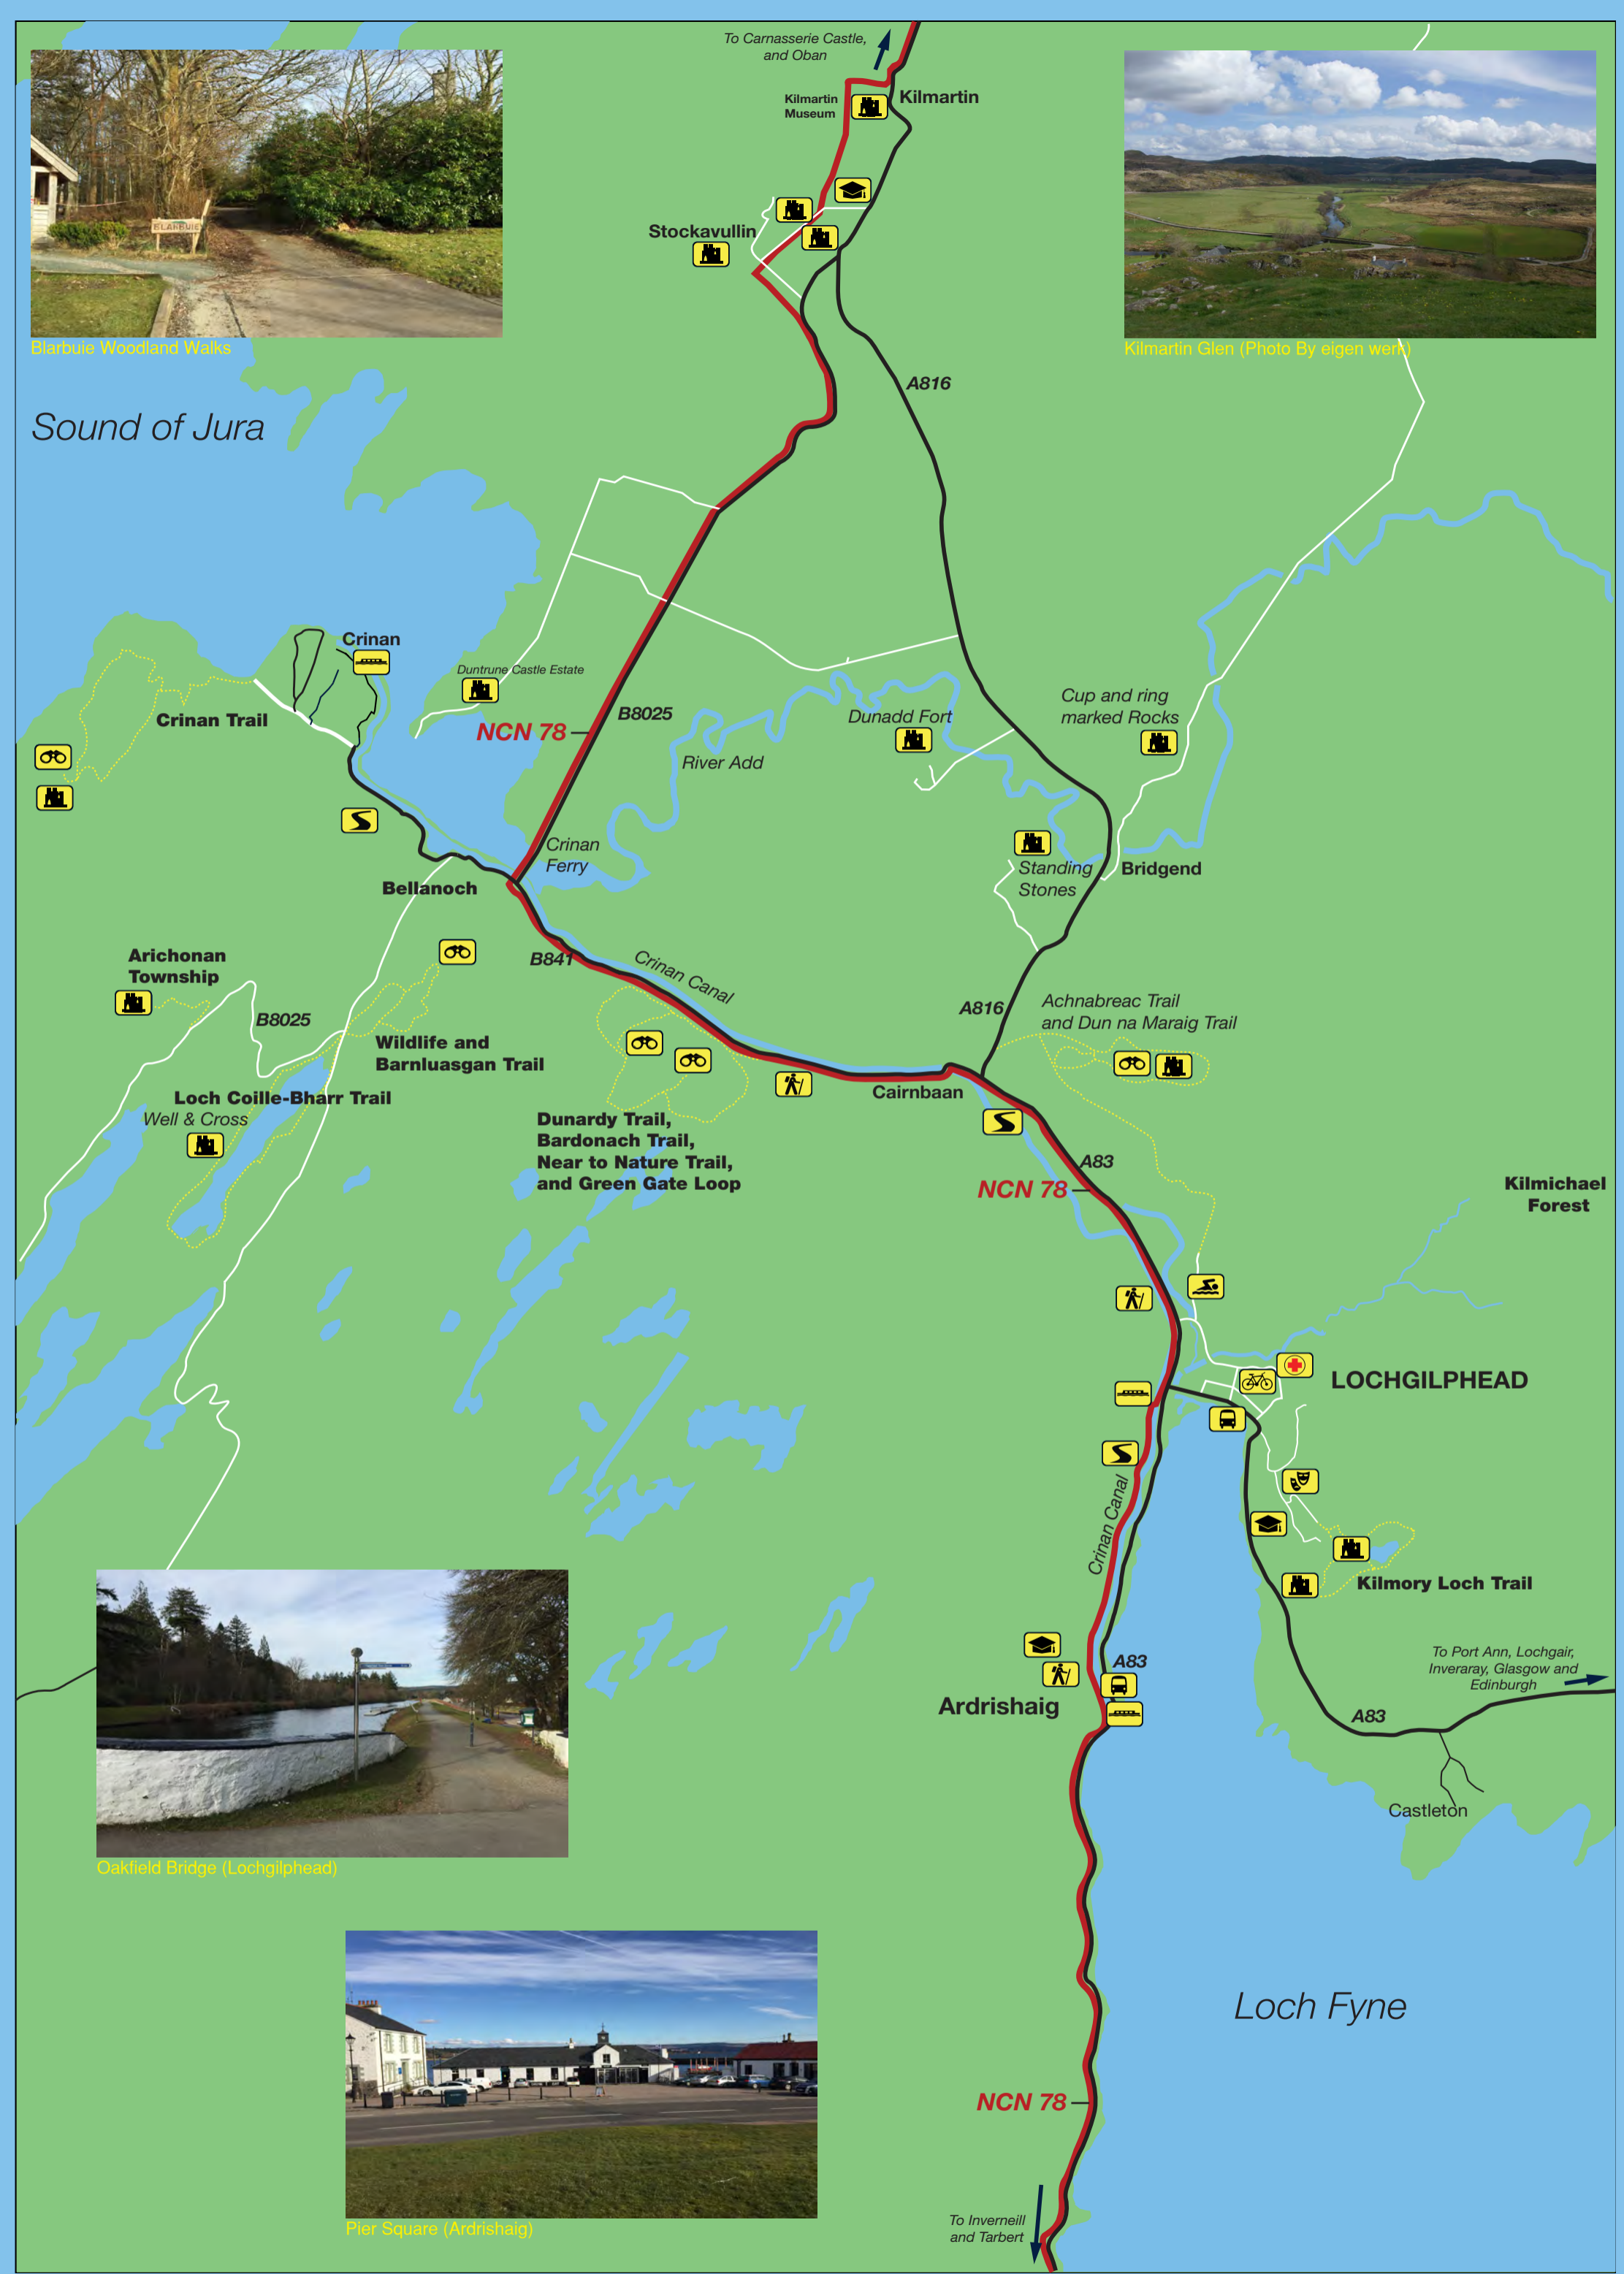 To Carnasserie Castle,
and Oban
Kilmartin
Museum
Kilmartin
BLARBUIE
Stockavullin
Blarbuie Woodland Walks
Kilmartin Glen (Photo By eigen werk)
A816
Sound of Jura
Crinan
Duntrune Castle Estate
Crinan Trail
NCN 78
B8025
River Add
Dunadd Fort
Cup and ring
marked Rocks
Crinan
Ferry
Standing
Stones
Bridgend
Bellanoch
Arichonan
Township
B841
Crinan Canal
B8025
A816
Achnabreac Trail
and Dun na Maraig Trail
Wildlife and
Barnluasgan Trail
Loch Coille-Bharr Trail
Well & Cross
Cairnbaan
Dunardy Trail,
Bardonach Trail,
Near to Nature Trail,
and Green Gate Loop
A83
NCN 78
Kilmichael
Forest
LOCHGILPHEAD
Crinan Canal
Kilmory Loch Trail
A83
Ardrishaig
To Port Ann, Lochgair,
Inveraray, Glasgow and
Edinburgh
A83
Castleton
Oakfield Bridge (Lochgilphead)
Loch Fyne
NCN 78
To Inverneill
and Tarbert
Pier Square (Ardrishaig)